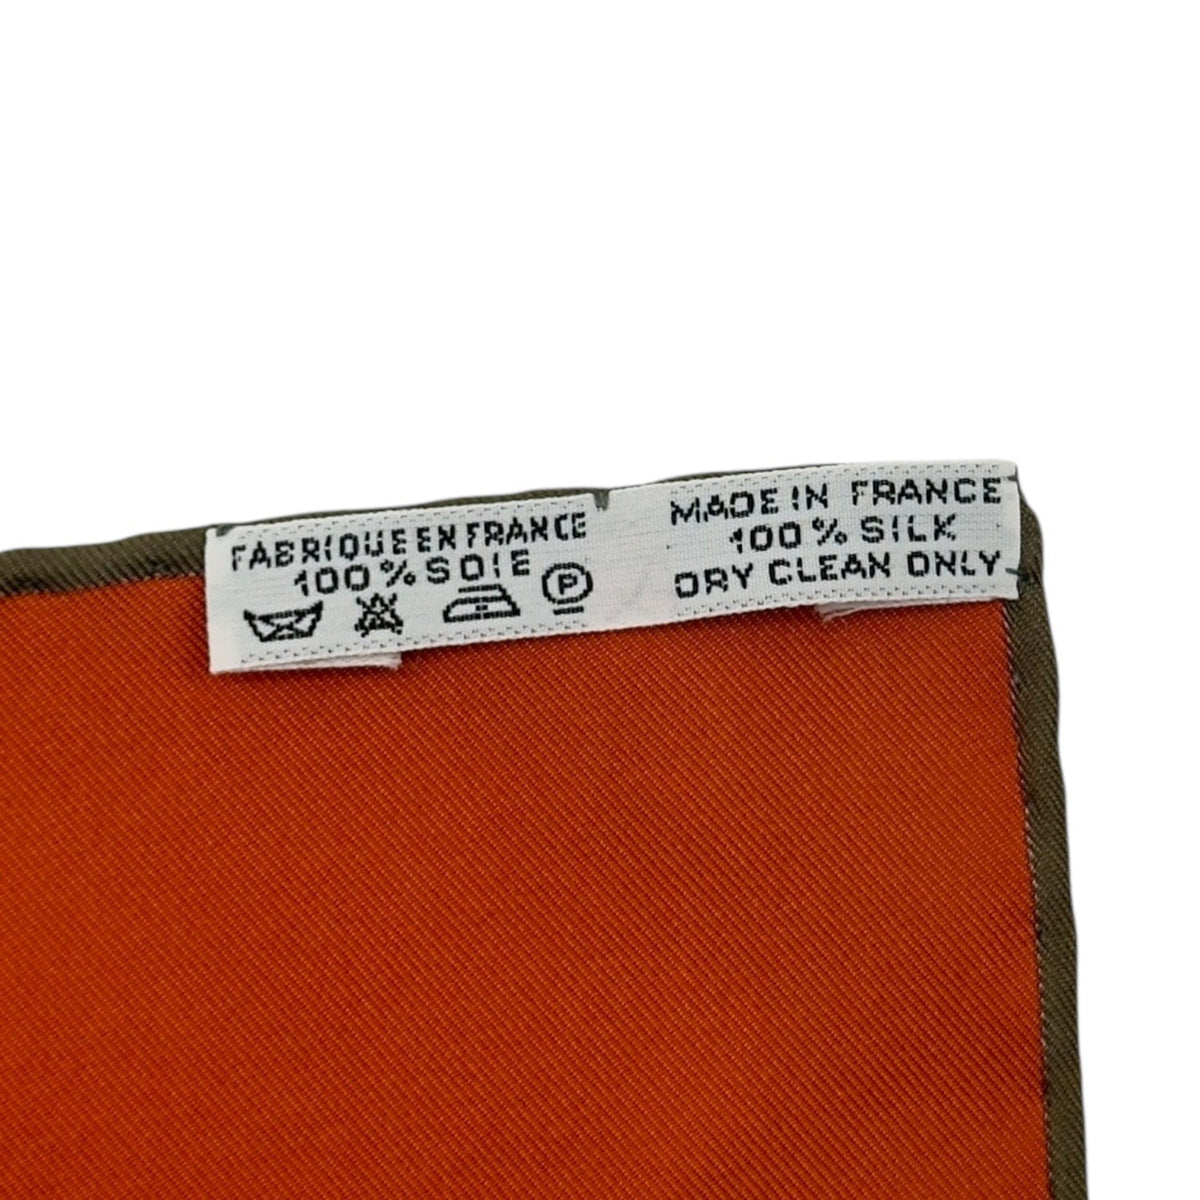 FABRIQUE EN FRANCE
100% SOIE
P
MADE IN FRANCE
100% SILK
DRY CLEAN ONLY